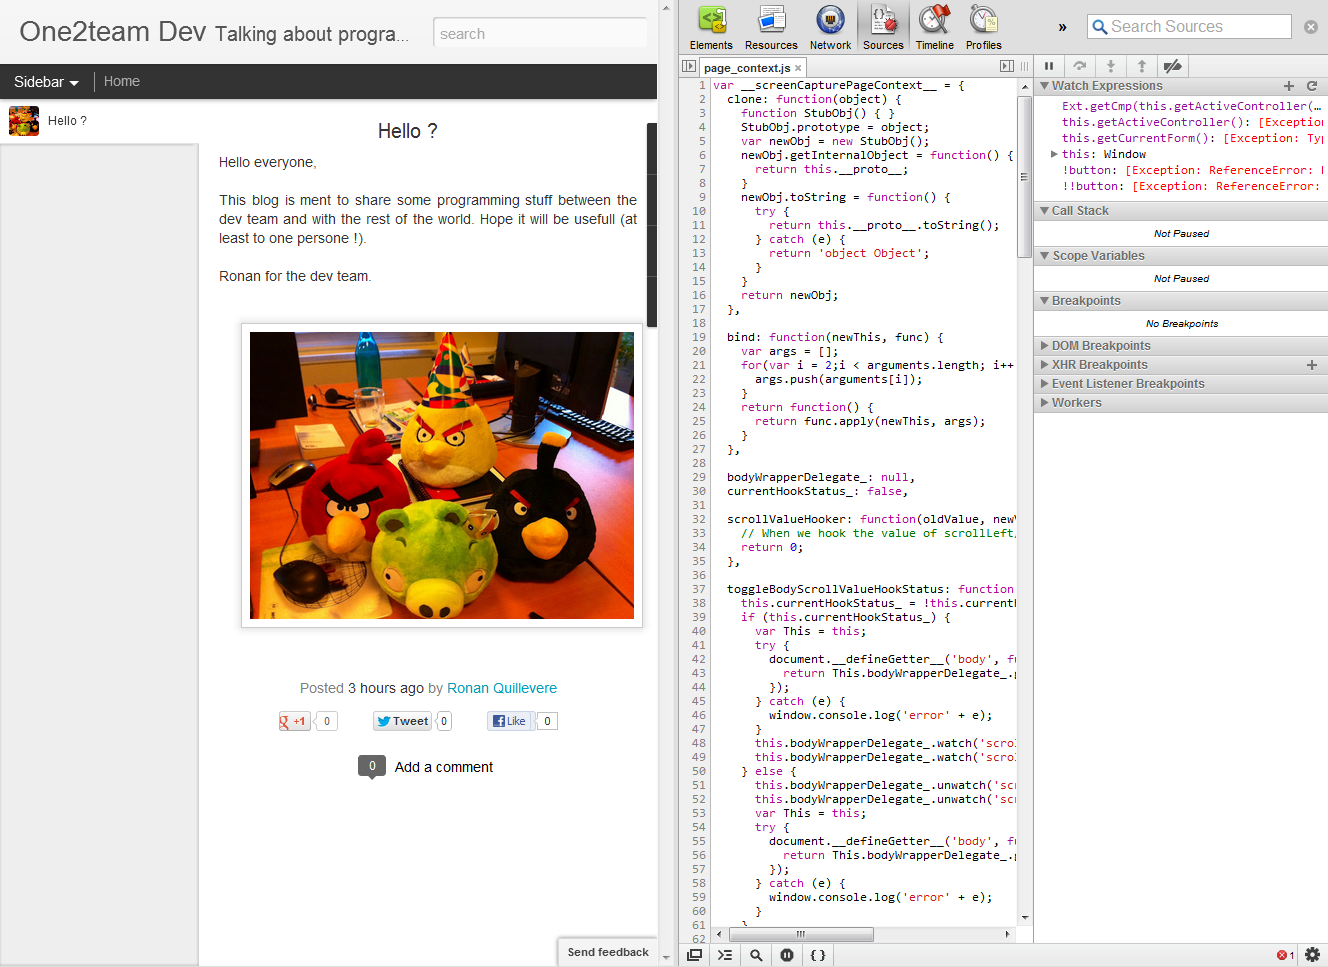 One2team Dev Talking about progra...
search
Sidebar
Home
Hello ?
Hello ?
Hello everyone,
This blog is ment to share some programming stuff between the
dev team and with the rest of the world. Hope it will be usefull (at
least to one persone !).
Ronan for the dev team.
Posted 3 hours ago by Ronan Quillevere
+1
0
Tweet
0
Like
0
0
Add a comment
Send feedback
Elements
Resources
Network
Sources
Timeline
Profiles
»
Search Sources
page_context.js ×
1 var __screenCapturePageContext__ = {
2 clone: function(object) {
3 function StubObj() { }
4 StubObj.prototype = object;
5 var newObj = new StubObj();
6 newObj.getInternalObject = function() {
7 return this.__proto__;
8 }
9 newObj.toString = function() {
10 try {
11 return this.__proto__.toString();
12 } catch (e) {
13 return 'object Object';
14 }
15 }
16 return newObj;
17 },
18
19 bind: function(newThis, func) {
20 var args = [];
21 for(var i = 2;i < arguments.length; i++
22 args.push(arguments[i]);
23 }
24 return function() {
25 return func.apply(newThis, args);
26 }
27 },
28
29 bodyWrapperDelegate_: null,
30 currentHookStatus_: false,
31
32 scrollValueHooker: function(oldValue, new
33 // When we hook the value of scrollLeft
34 return 0;
35 },
36
37 toggleBodyScrollValueHookStatus: function
38 this.currentHookStatus_ = !this.current
39 if (this.currentHookStatus_) {
40 var This = this;
41 try {
42 document.__defineGetter__('body', fu
43 return This.bodyWrapperDelegate_.
44 });
45 } catch (e) {
46 window.console.log('error' + e);
47 }
48 this.bodyWrapperDelegate_.watch('scro
49 this.bodyWrapperDelegate_.watch('scro
50 } else {
51 this.bodyWrapperDelegate_.unwatch('sc
52 this.bodyWrapperDelegate_.unwatch('sc
53 var This = this;
54 try {
55 document.__defineGetter__('body', fu
56 return This.bodyWrapperDelegate_.
57 });
58 } catch (e) {
59 window.console.log('error' + e);
60 }
61 }
62
Watch Expressions
Ext.getCmp(this.getActiveController(...
this.getActiveController(): [Exception
this.getCurrentForm(): [Exception: Ty
this: Window
!button: [Exception: ReferenceError:
!!button: [Exception: ReferenceError:
Call Stack
Not Paused
Scope Variables
Not Paused
Breakpoints
No Breakpoints
DOM Breakpoints
XHR Breakpoints
Event Listener Breakpoints
Workers
{ }
1